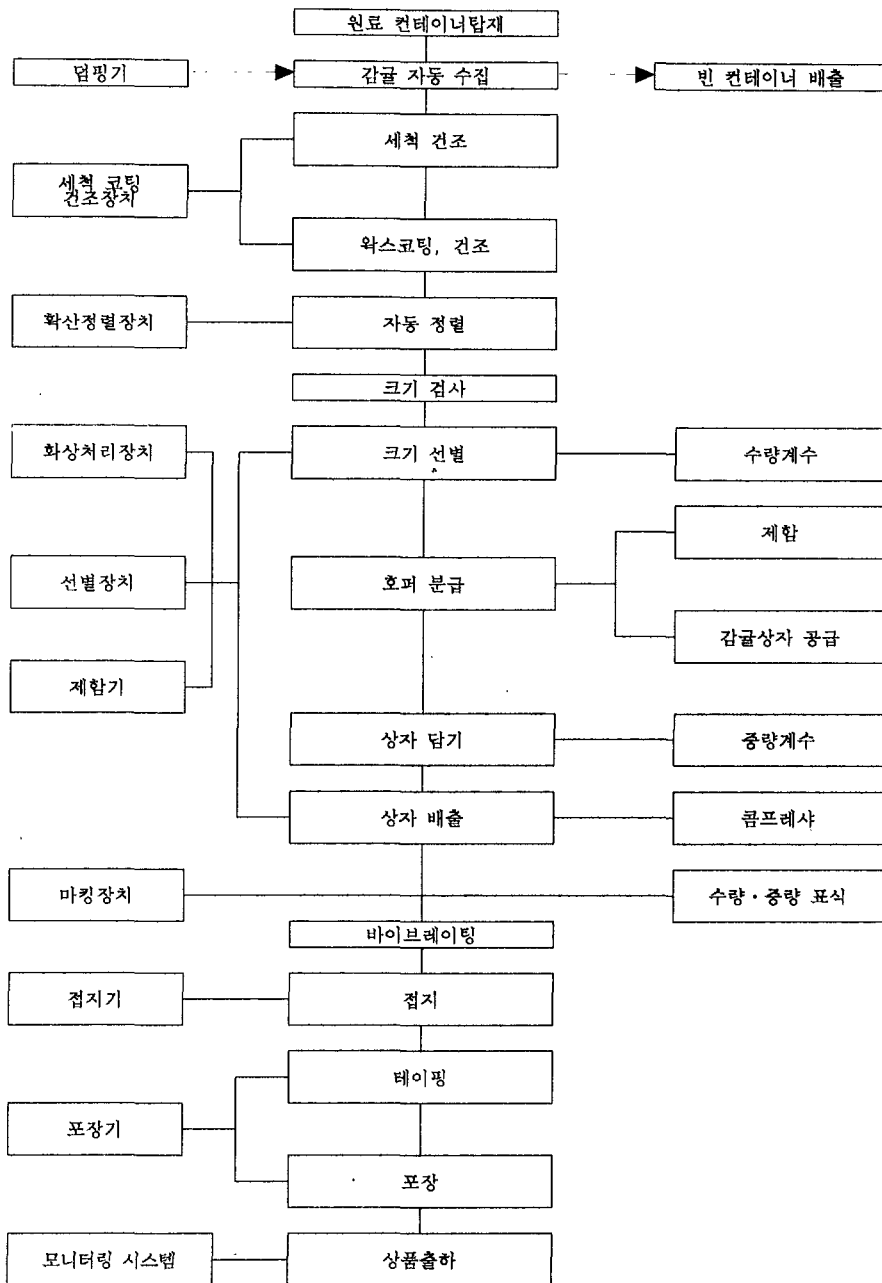 원료 컨테이너탑재
덤핑기
감귤 자동 수집
빈 컨테이너 배출
세척 건조
세척 코팅
건조장치
왁스코팅, 건조
확산정렬장치
자동 정렬
크기 검사
화상처리장치
크기 선별
수량계수
제함
선별장치
호퍼 분급
감귤상자 공급
제함기
상자 담기
중량계수
상자 배출
콤프레샤
마킹장치
수량·중량 표식
바이브레이팅
접지기
접지
테이핑
포장기
포장
모니터링 시스템
상품출하